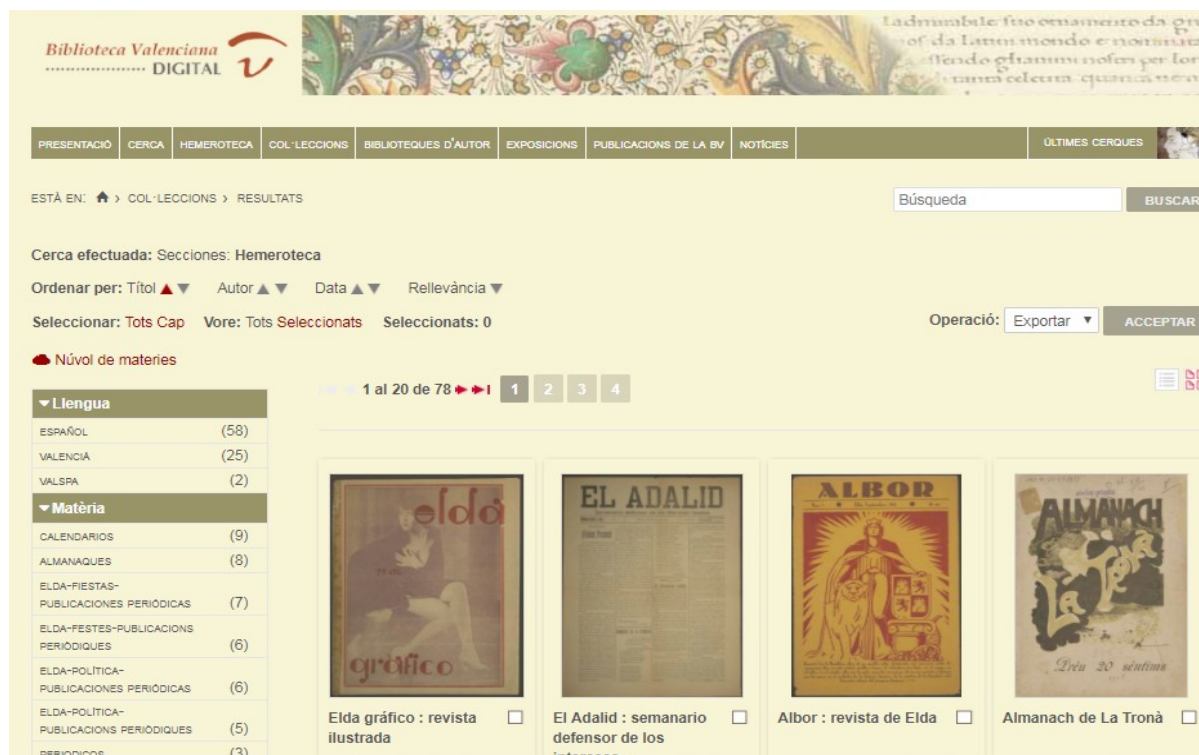 Biblioteca Valenciana
DIGITAL
PRESENTACIÓ CERCA HEMEROTECA COL·LECCIONS BIBLIOTEQUES D'AUTOR EXPOSICIONS PUBLICACIONS DE LA BV NOTÍCIES ÚLTIMES CERQUES
ESTÀ EN: > COL·LECCIONS > RESULTATS
Búsqueda BUSCAR
Cerca efectuada: Secciones: Hemeroteca
Ordenar per: Títol ▲▼ Autor ▲▼ Data ▲▼ Rellevància ▼
Seleccionar: Tots Cap Vore: Tots Seleccionats Seleccionats: 0
Operació: Exportar ACCEPTAR
Núvol de materies
1 al 20 de 78 1 2 3 4
Llengua
ESPAÑOL (58)
VALENCIÀ (25)
VALSPA (2)
Matèria
CALENDARIOS (9)
ALMANAQUES (8)
ELDA-FIESTAS-
PUBLICACIONES PERIÓDICAS (7)
ELDA-FESTES-PUBLICACIONS
PERIÒDIQUES (6)
ELDA-POLÍTICA-
PUBLICACIONES PERIÓDICAS (6)
ELDA-POLÍTICA-
PUBLICACIONS PERIÒDIQUES (5)
PERIODICOS (3)
elda
gráfico
Elda gráfico : revista
ilustrada
EL ADALID
El Adalid : semanario
defensor de los
intereses
ALBOR
Albor : revista de Elda
ALMANACH
La Tronà
Preu 20 séntims
Almanach de La Tronà